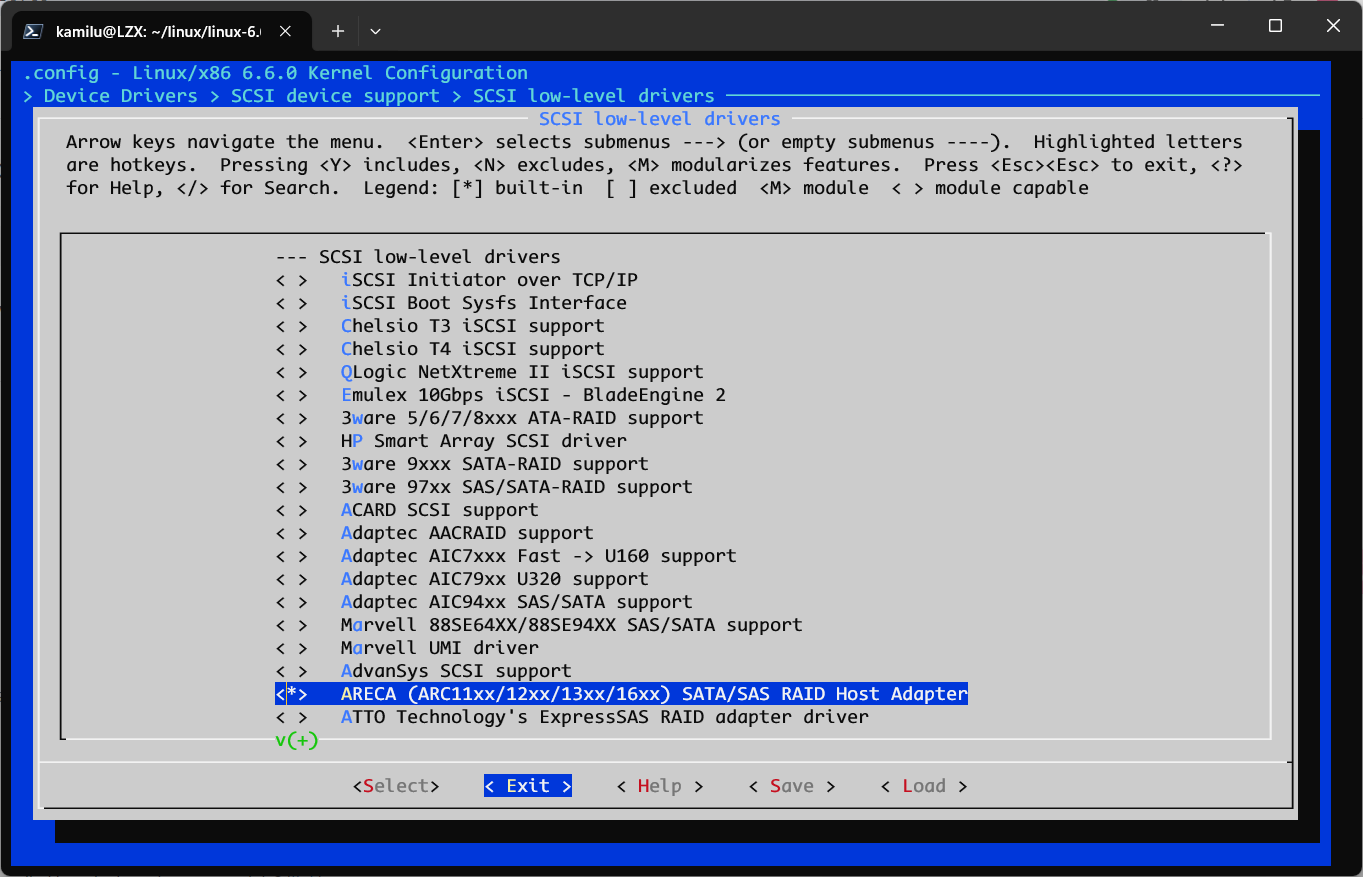 kamilu@LZX: ~/linux/linux-6.
.config - Linux/x86 6.6.0 Kernel Configuration
> Device Drivers > SCSI device support > SCSI low-level drivers
SCSI low-level drivers
Arrow keys navigate the menu.  <Enter> selects submenus ---> (or empty submenus ----).  Highlighted letters
are hotkeys.  Pressing <Y> includes, <N> excludes, <M> modularizes features.  Press <Esc><Esc> to exit, <?>
for Help, </> for Search.  Legend: [*] built-in  [ ] excluded  <M> module  < > module capable
--- SCSI low-level drivers
< >   iSCSI Initiator over TCP/IP
< >   iSCSI Boot Sysfs Interface
< >   Chelsio T3 iSCSI support
< >   Chelsio T4 iSCSI support
< >   QLogic NetXtreme II iSCSI support
< >   Emulex 10Gbps iSCSI - BladeEngine 2
< >   3ware 5/6/7/8xxx ATA-RAID support
< >   HP Smart Array SCSI driver
< >   3ware 9xxx SATA-RAID support
< >   3ware 97xx SAS/SATA-RAID support
< >   ACARD SCSI support
< >   Adaptec AACRAID support
< >   Adaptec AIC7xxx Fast -> U160 support
< >   Adaptec AIC79xx U320 support
< >   Adaptec AIC94xx SAS/SATA support
< >   Marvell 88SE64XX/88SE94XX SAS/SATA support
< >   Marvell UMI driver
< >   AdvanSys SCSI support
<*>   ARECA (ARC11xx/12xx/13xx/16xx) SATA/SAS RAID Host Adapter
< >   ATTO Technology's ExpressSAS RAID adapter driver
v(+)
<Select>    < Exit >    < Help >    < Save >    < Load >